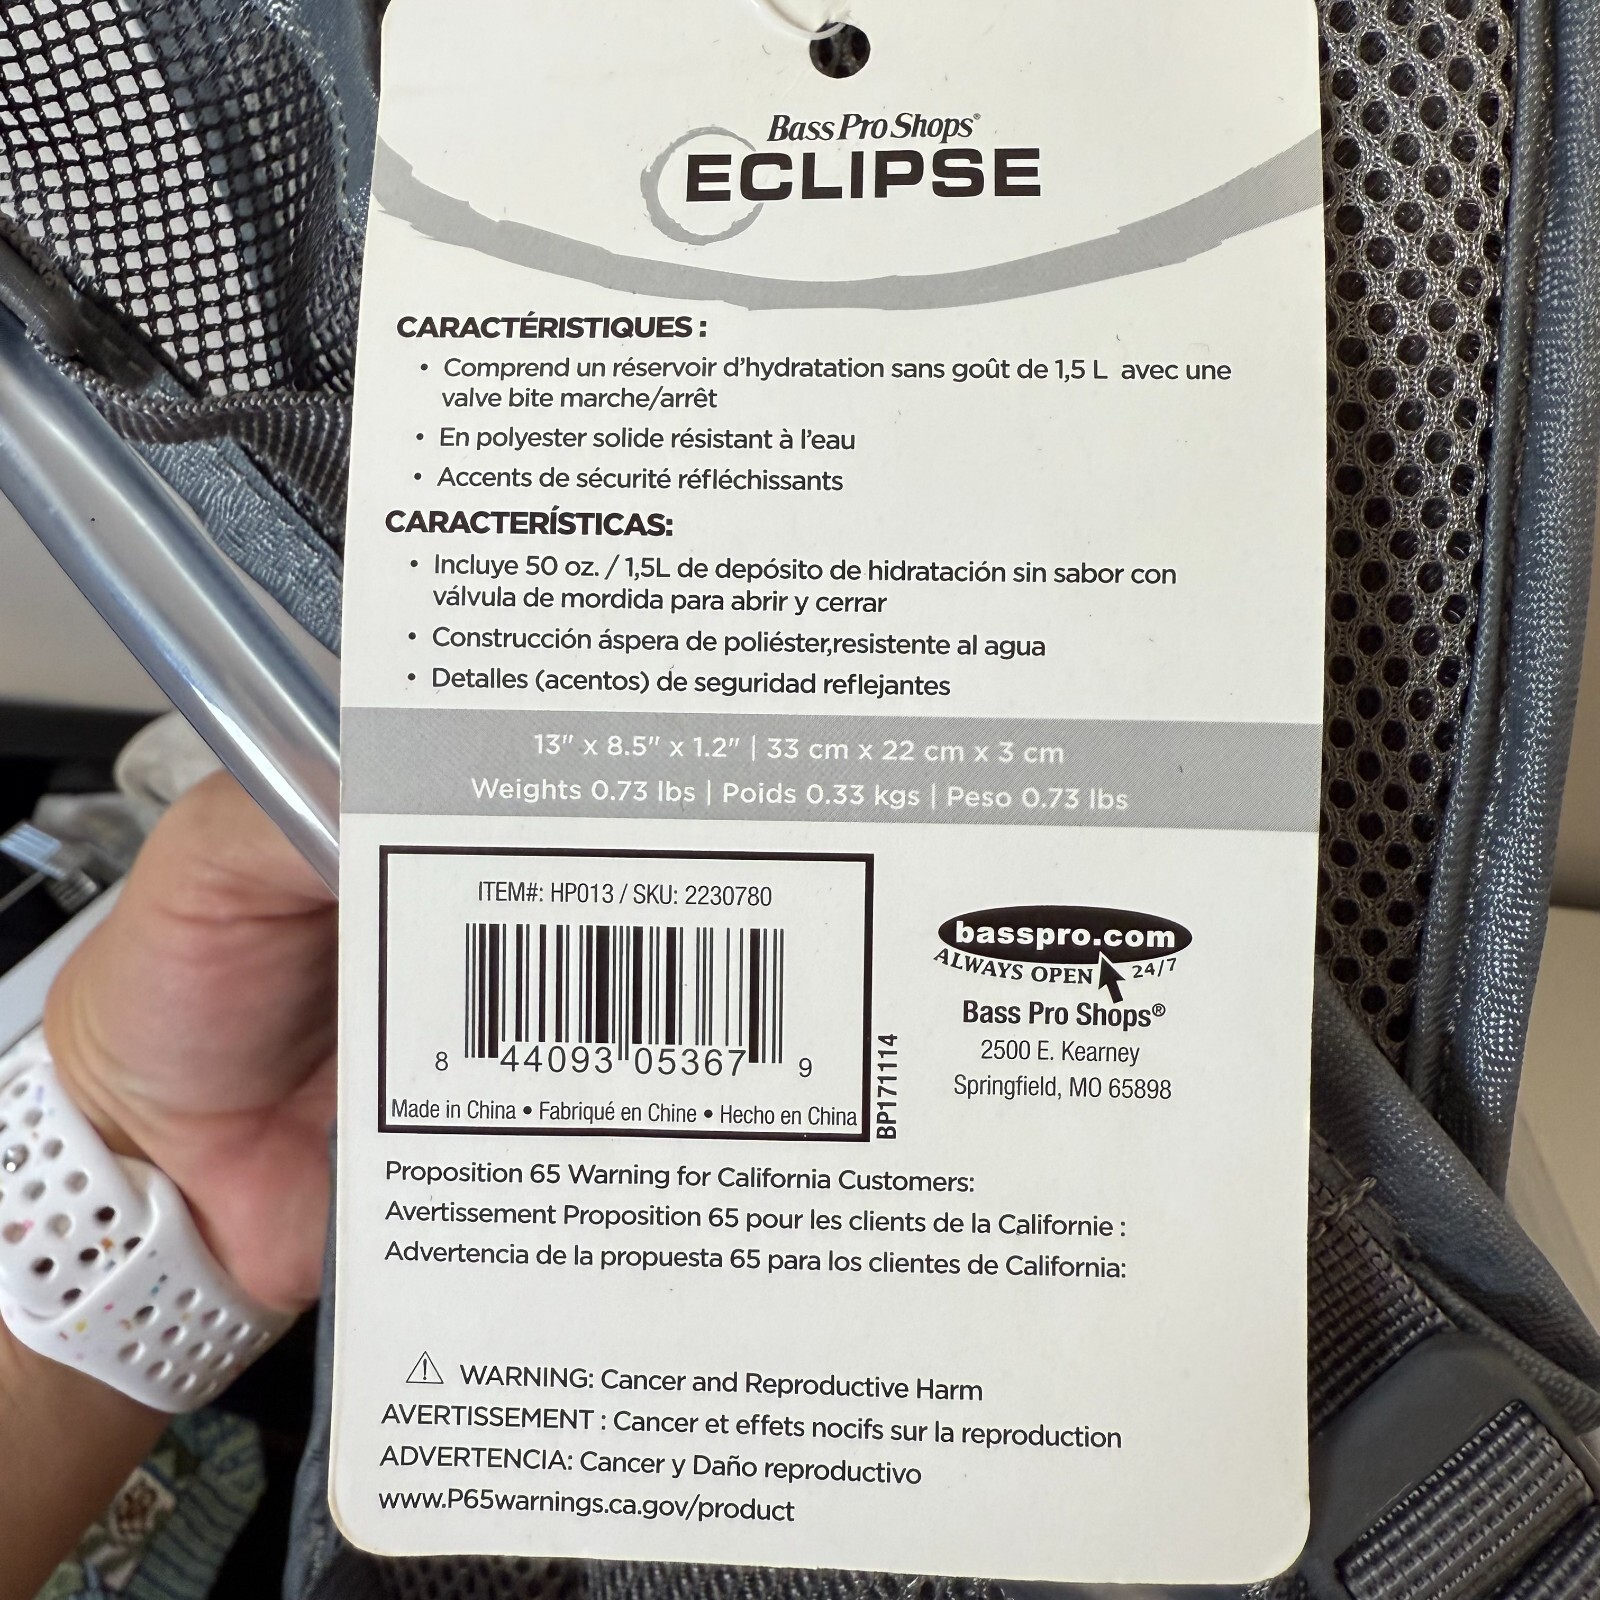 Bass Pro Shops®
ECLIPSE
CARACTÉRISTIQUES :
• Comprend un réservoir d’hydratation sans goût de 1,5 L avec une
valve bite marche/arrêt
• En polyester solide résistant à l’eau
• Accents de sécurité réfléchissants
CARACTERÍSTICAS:
• Incluye 50 oz. / 1,5L de depósito de hidratación sin sabor con
válvula de mordida para abrir y cerrar
• Construcción áspera de poliéster,resistente al agua
• Detalles (acentos) de seguridad reflejantes
13" x 8.5" x 1.2" | 33 cm x 22 cm x 3 cm
Weights 0.73 lbs | Poids 0.33 kgs | Peso 0.73 lbs
ITEM#: HP013 / SKU: 2230780
8 44093 05367 9
Made in China • Fabriqué en Chine • Hecho en China
BP171114
basspro.com
ALWAYS OPEN 24/7
Bass Pro Shops®
2500 E. Kearney
Springfield, MO 65898
Proposition 65 Warning for California Customers:
Avertissement Proposition 65 pour les clients de la Californie :
Advertencia de la propuesta 65 para los clientes de California:
⚠ WARNING: Cancer and Reproductive Harm
AVERTISSEMENT : Cancer et effets nocifs sur la reproduction
ADVERTENCIA: Cancer y Daño reproductivo
www.P65warnings.ca.gov/product